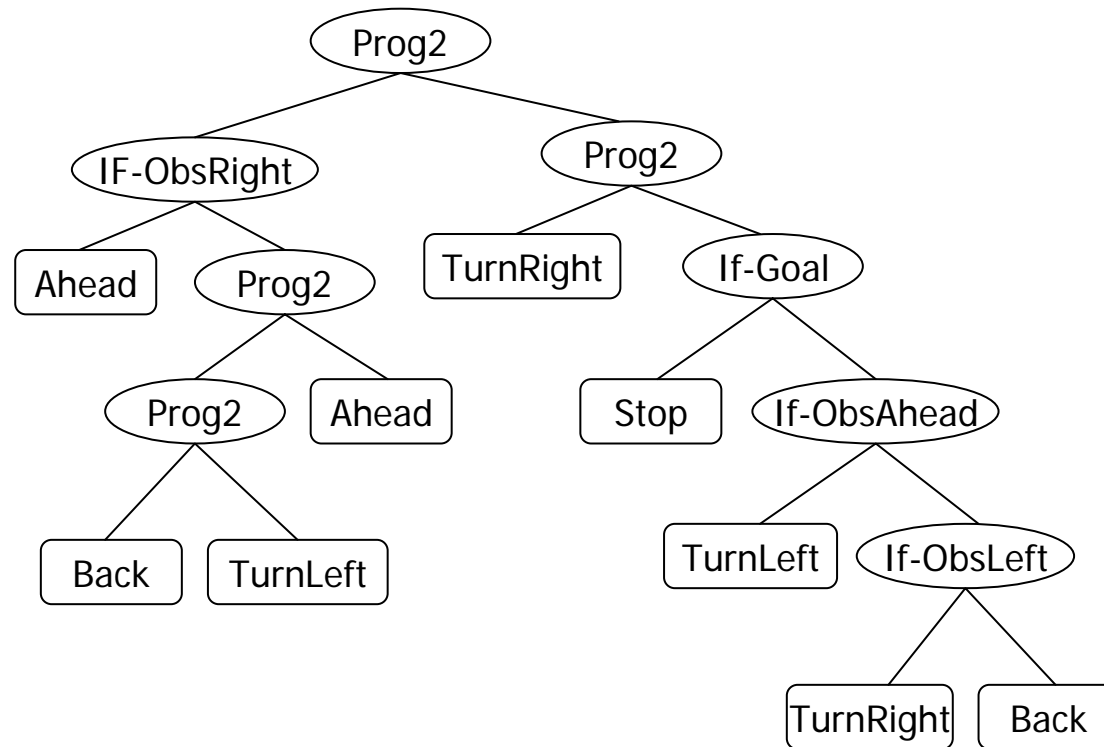 Prog2
IF-ObsRight
Prog2
Ahead
Prog2
TurnRight
If-Goal
Prog2
Ahead
Stop
If-ObsAhead
Back
TurnLeft
TurnLeft
If-ObsLeft
TurnRight
Back